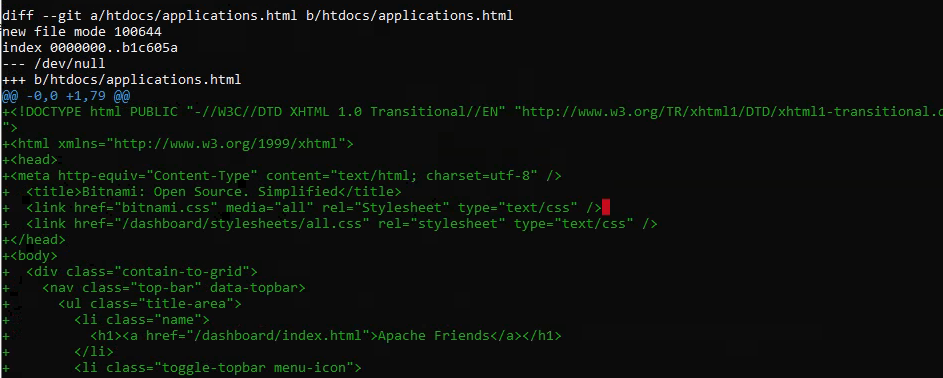 diff --git a/htdocs/applications.html b/htdocs/applications.html
new file mode 100644
index 0000000..b1c605a
--- /dev/null
+++ b/htdocs/applications.html
@@ -0,0 +1,79 @@
+<!DOCTYPE html PUBLIC "-//W3C//DTD XHTML 1.0 Transitional//EN" "http://www.w3.org/TR/xhtml1/DTD/xhtml1-transitional.d
">
+<html xmlns="http://www.w3.org/1999/xhtml">
+<head>
+<meta http-equiv="Content-Type" content="text/html; charset=utf-8" />
+  <title>Bitnami: Open Source. Simplified</title>
+  <link href="bitnami.css" media="all" rel="Stylesheet" type="text/css" />
+  <link href="/dashboard/stylesheets/all.css" rel="stylesheet" type="text/css" />
+</head>
+<body>
+  <div class="contain-to-grid">
+    <nav class="top-bar" data-topbar>
+      <ul class="title-area">
+        <li class="name">
+          <h1><a href="/dashboard/index.html">Apache Friends</a></h1>
+        </li>
+        <li class="toggle-topbar menu-icon">